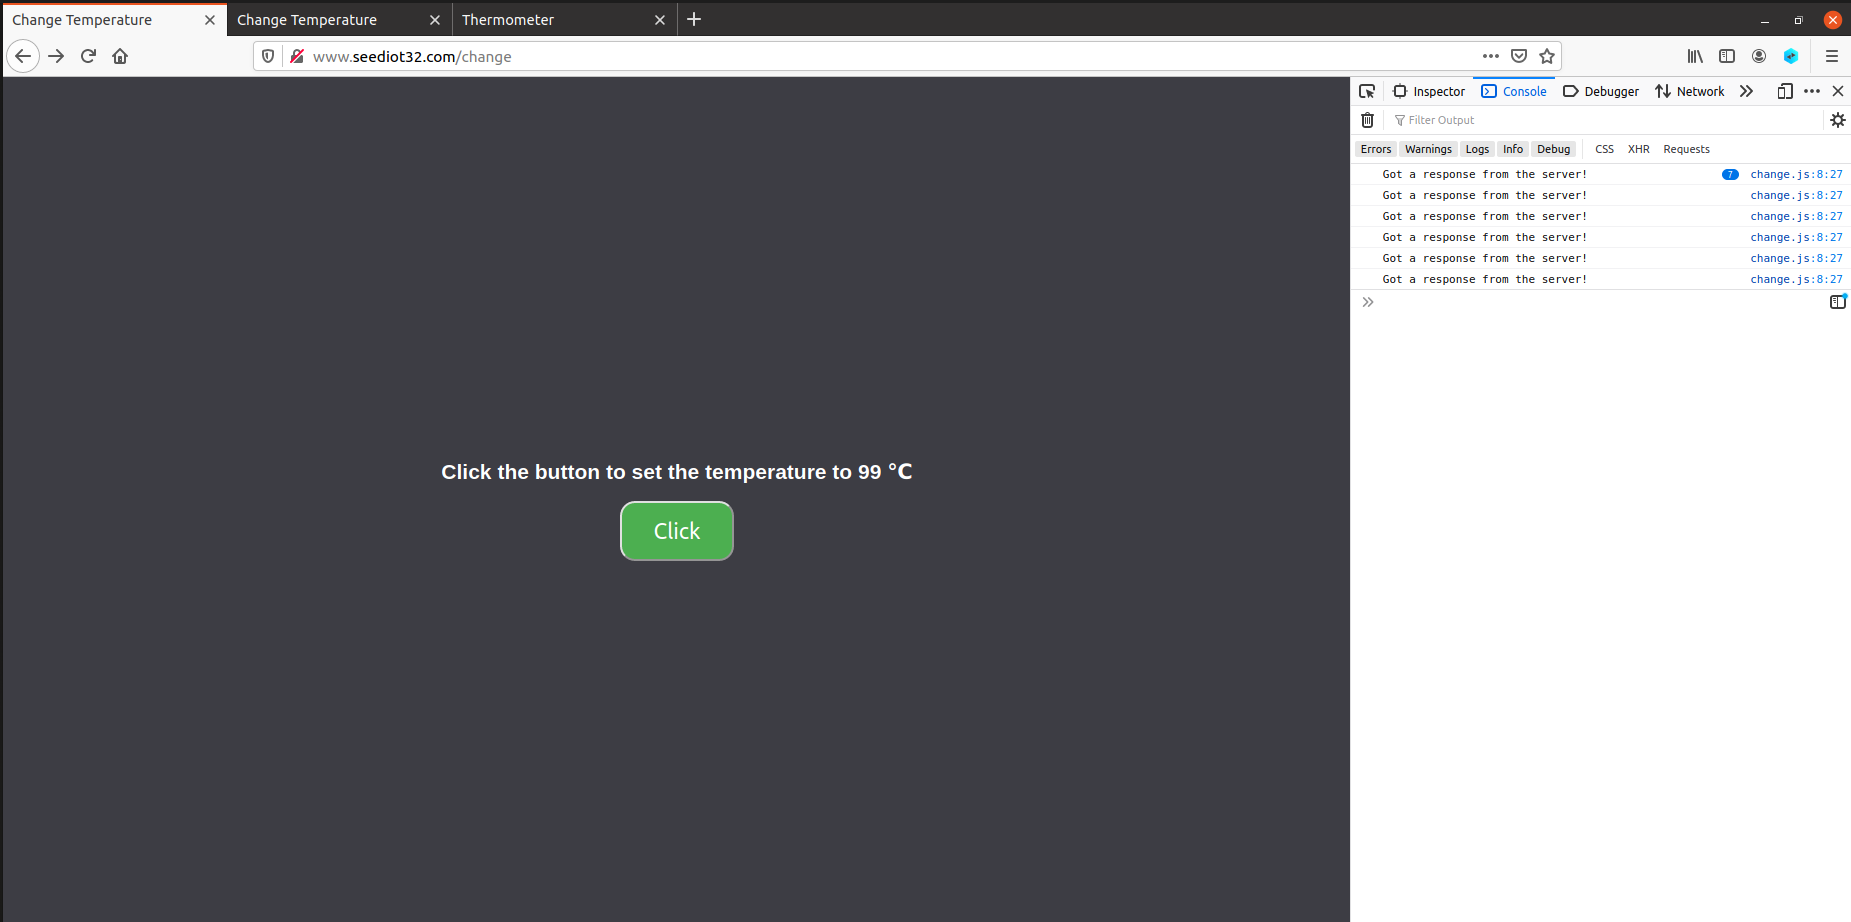 Change Temperature
Change Temperature
Thermometer
www.seediot32.com/change
Inspector
Console
Debugger
Network
Filter Output
Errors
Warnings
Logs
Info
Debug
CSS
XHR
Requests
Got a response from the server! 7 change.js:8:27
Got a response from the server! change.js:8:27
Got a response from the server! change.js:8:27
Got a response from the server! change.js:8:27
Got a response from the server! change.js:8:27
Got a response from the server! change.js:8:27
Click the button to set the temperature to 99 °C
Click